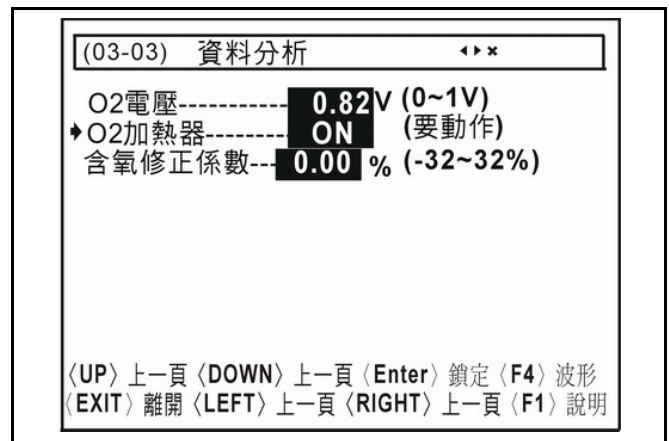 (03-03) 資料分析
O2電壓----------- 0.82V (0~1V)
O2加熱器-------- ON (要動作)
含氧修正係數--- 0.00 % (-32~32%)
〈UP〉上一頁〈DOWN〉上一頁〈Enter〉鎖定〈F4〉波形
〈EXIT〉離開〈LEFT〉上一頁〈RIGHT〉上一頁〈F1〉說明